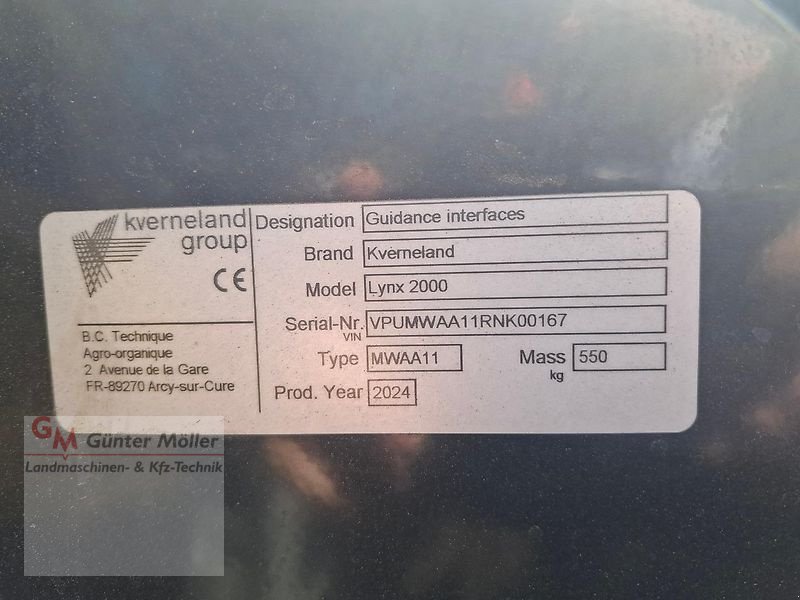 kverneland
group
CE
B.C. Technique
Agro-organique
2 Avenue de la Gare
FR-89270 Arcy-sur-Cure
Designation Guidance interfaces
Brand Kverneland
Model Lynx 2000
Serial-Nr. VPUMWAA11RNK00167
VIN
Type MWAA11 Mass 550
kg
Prod. Year 2024
GM Günter Möller
Landmaschinen- & Kfz-Technik